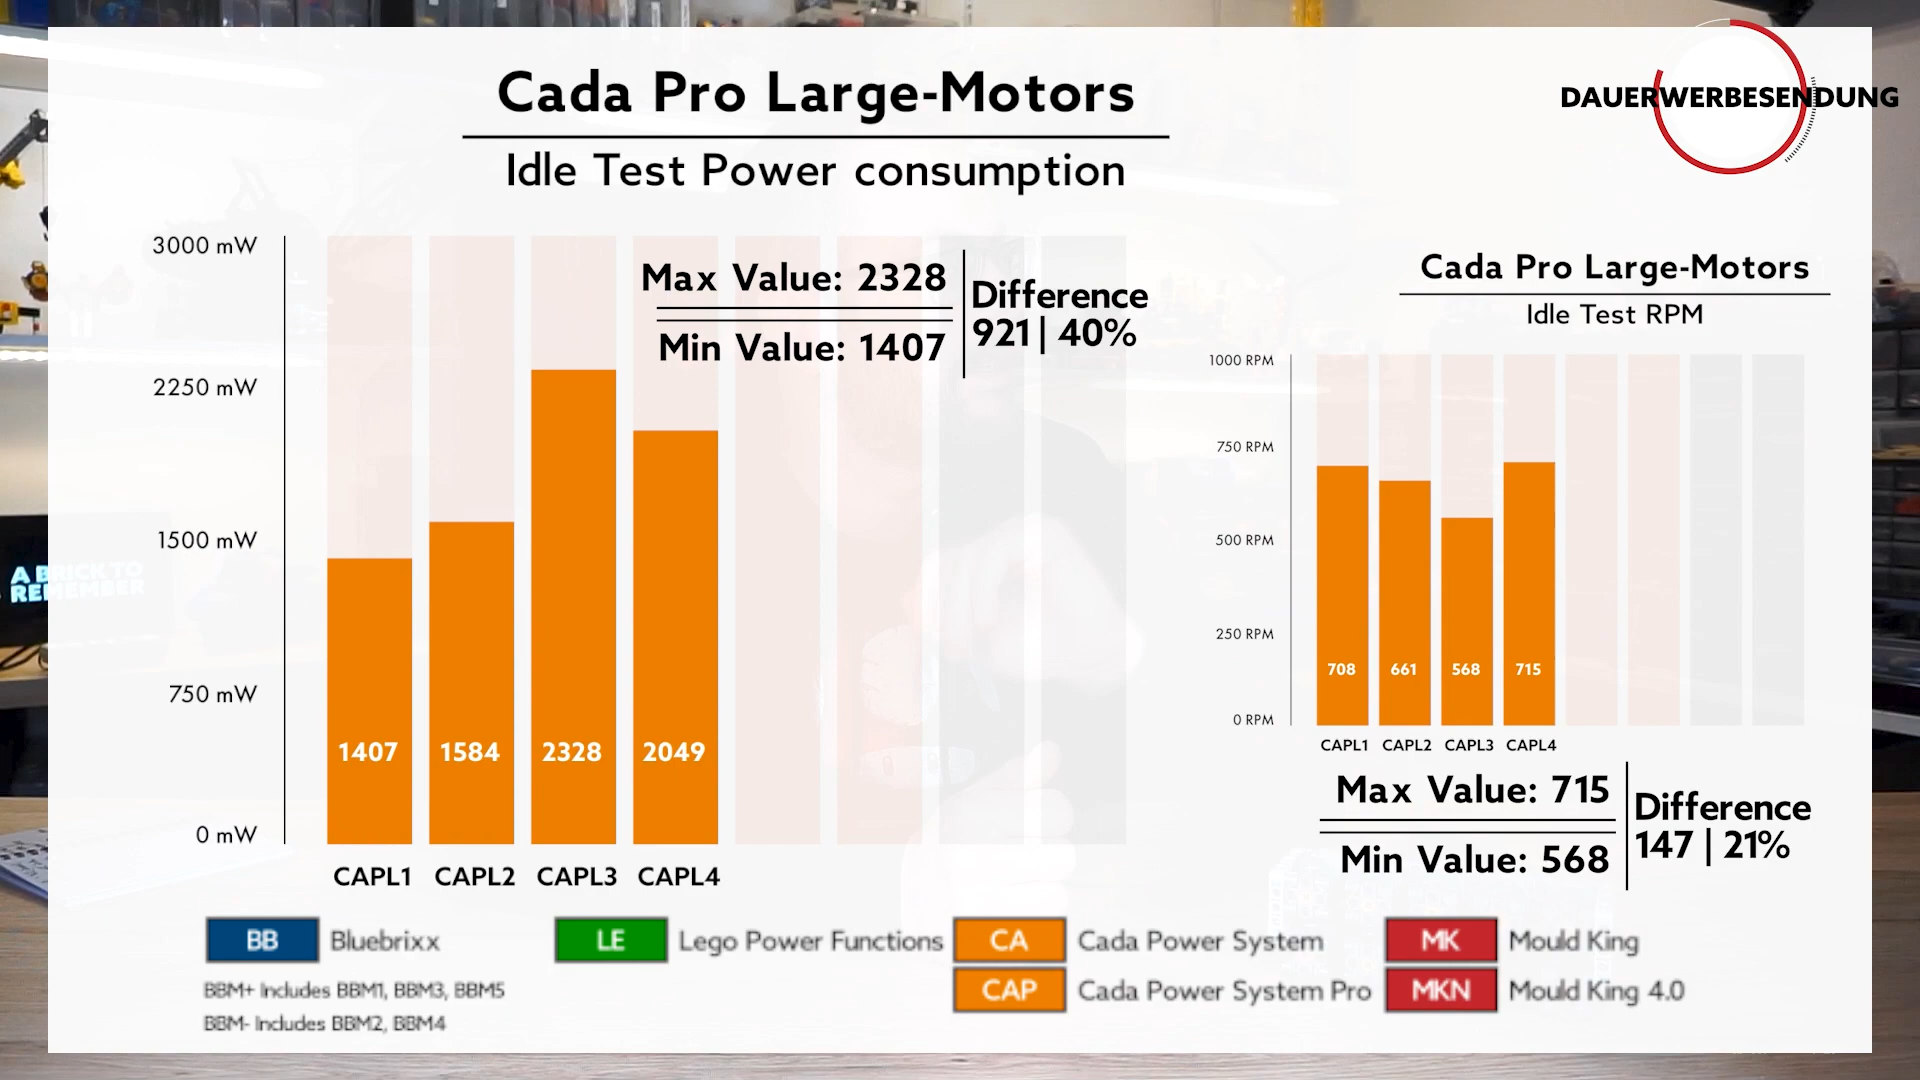 DAUERWERBESENDUNG
Cada Pro Large-Motors
Idle Test Power consumption
3000 mW
2250 mW
1500 mW
750 mW
0 mW
Max Value: 2328
Min Value: 1407
Difference
921 | 40%
1407
1584
2328
2049
CAPL1
CAPL2
CAPL3
CAPL4
Cada Pro Large-Motors
Idle Test RPM
1000 RPM
750 RPM
500 RPM
250 RPM
0 RPM
708
661
568
715
CAPL1
CAPL2
CAPL3
CAPL4
Max Value: 715
Min Value: 568
Difference
147 | 21%
A BRICK TO
REMEMBER
BB Bluebrixx
BBM+ Includes BBM1, BBM3, BBM5
BBM- Includes BBM2, BBM4
LE Lego Power Functions
CA Cada Power System
CAP Cada Power System Pro
MK Mould King
MKN Mould King 4.0